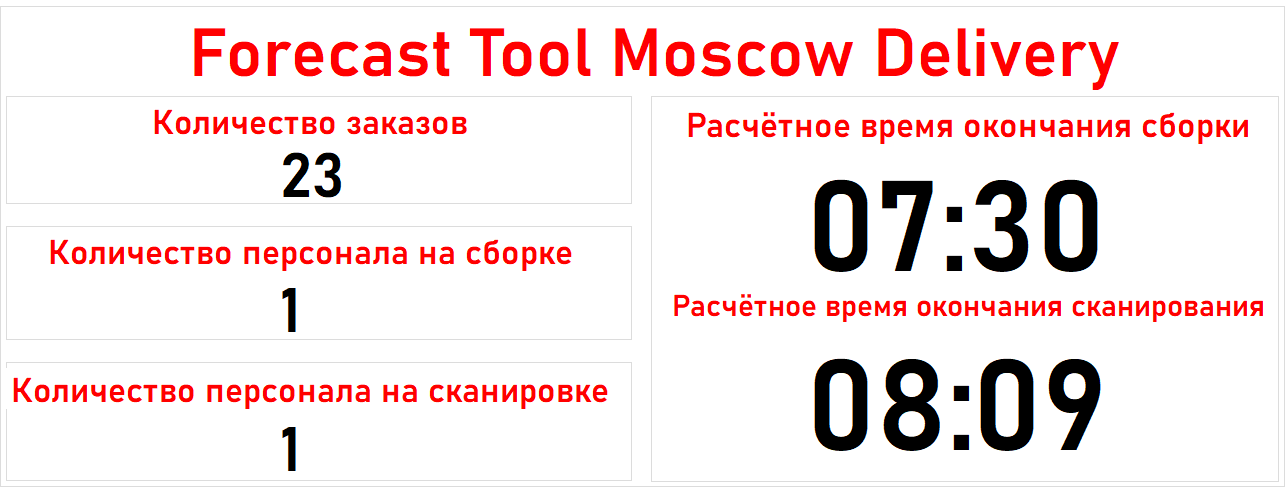 Forecast Tool Moscow Delivery
Количество заказов
23
Количество персонала на сборке
1
Количество персонала на сканировке
1
Расчётное время окончания сборки
07:30
Расчётное время окончания сканирования
08:09